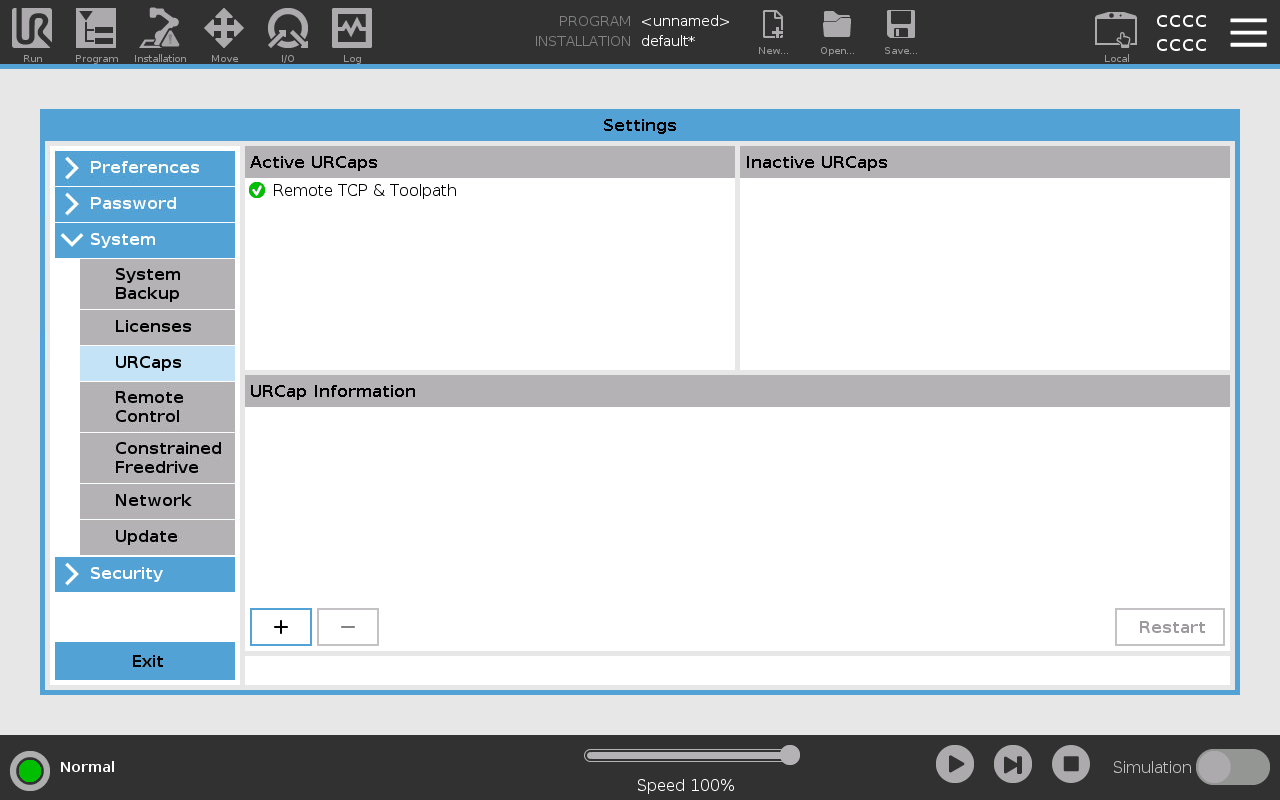 PROGRAM <unnamed>
INSTALLATION default*
Run Program Installation Move I/O Log
New... Open... Save...
Local
CCCC
CCCC
Settings
Preferences
Password
System
System
Backup
Licenses
URCaps
Remote
Control
Constrained
Freedrive
Network
Update
Security
Exit
Active URCaps
Remote TCP & Toolpath
Inactive URCaps
URCap Information
+ −
Restart
Normal
Speed 100%
Simulation